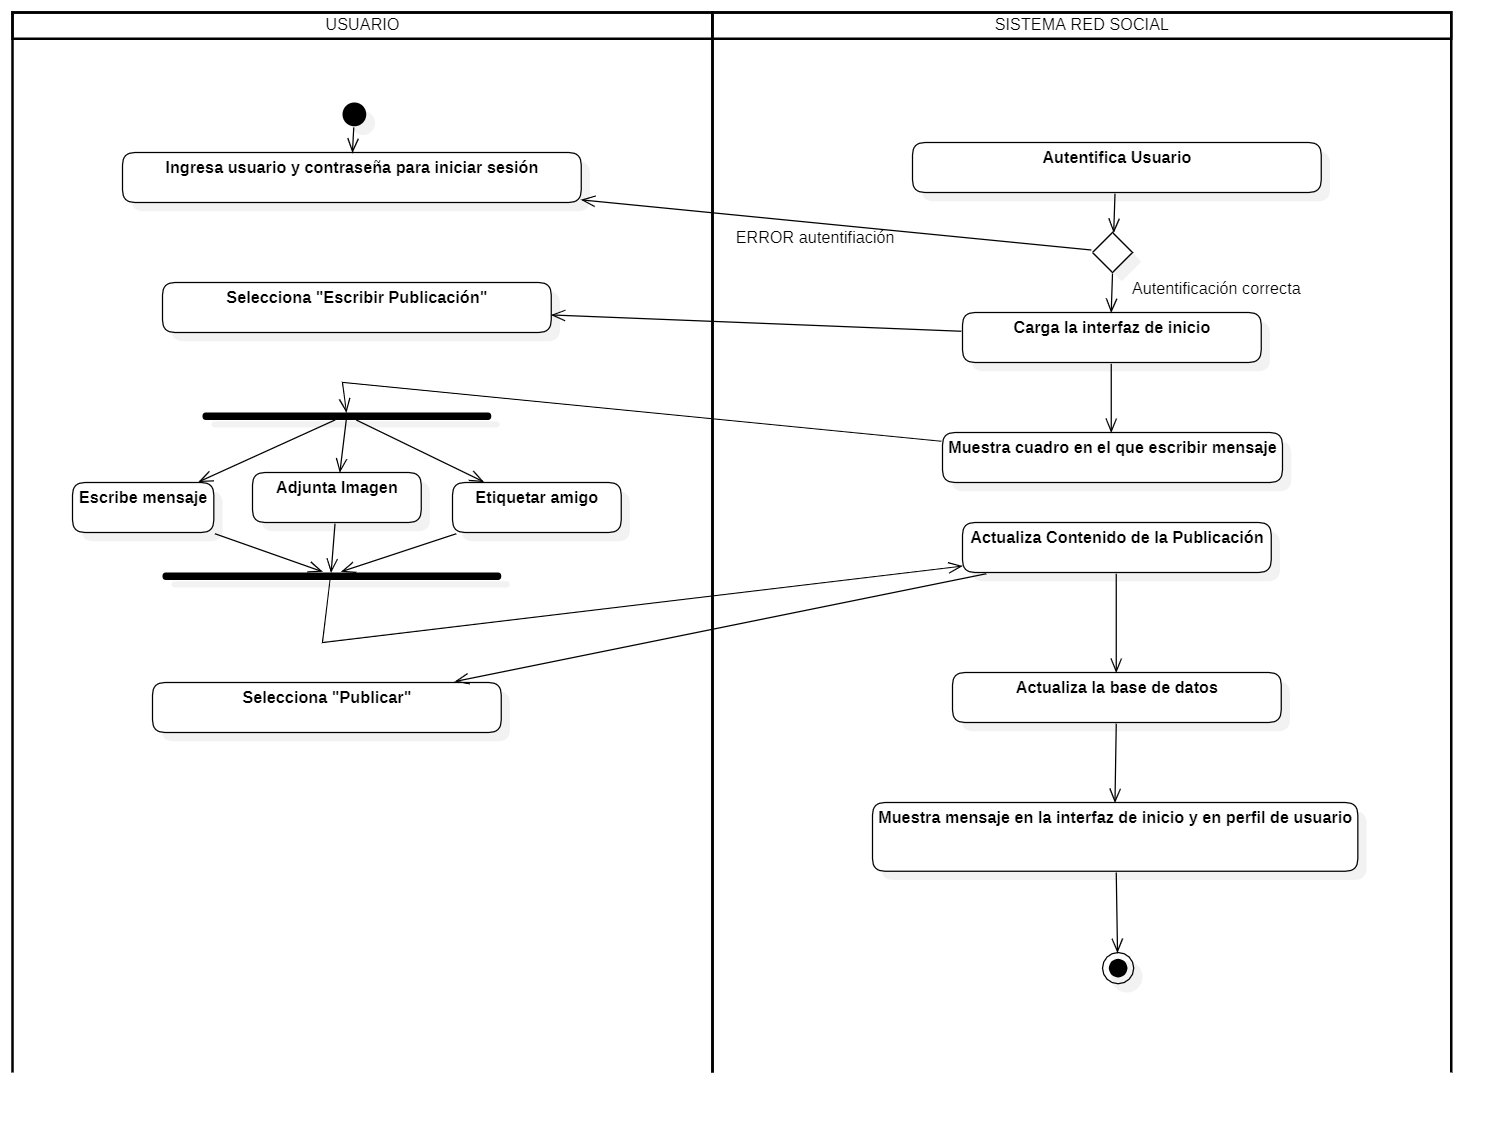 USUARIO
SISTEMA RED SOCIAL
Ingresa usuario y contraseña para iniciar sesión
Autentifica Usuario
ERROR autentifiación
Autentificación correcta
Selecciona "Escribir Publicación"
Carga la interfaz de inicio
Muestra cuadro en el que escribir mensaje
Escribe mensaje
Adjunta Imagen
Etiquetar amigo
Actualiza Contenido de la Publicación
Selecciona "Publicar"
Actualiza la base de datos
Muestra mensaje en la interfaz de inicio y en perfil de usuario